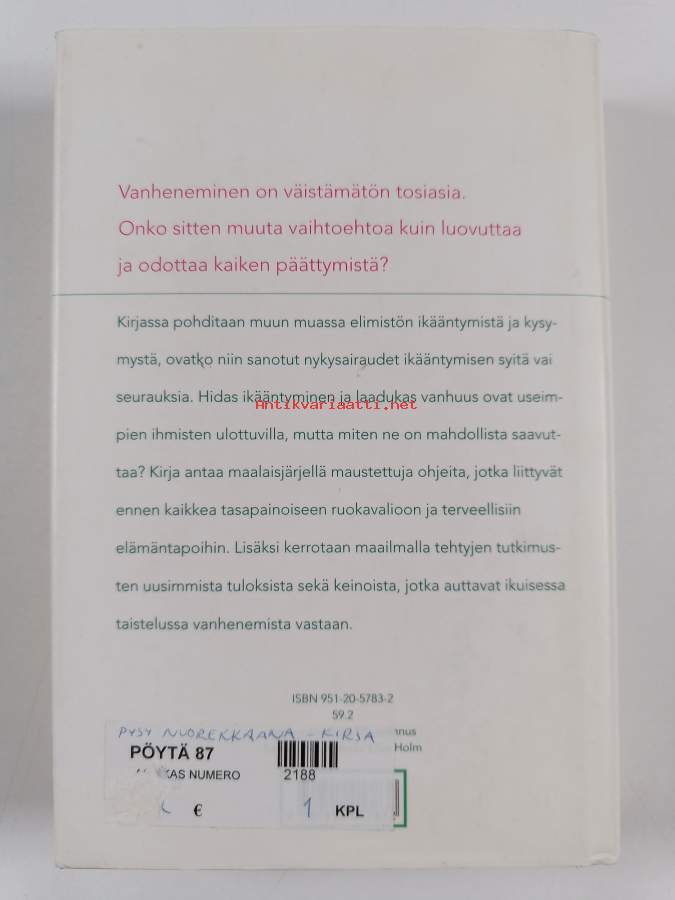 Vanheneminen on väistämätön tosiasia.
Onko sitten muuta vaihtoehtoa kuin luovuttaa
ja odottaa kaiken päättymistä?
Kirjassa pohditaan muun muassa elimistön ikääntymistä ja kysy-
mystä, ovatko niin sanotut nykysairaudet ikääntymisen syitä vai
seurauksia. Hidas ikääntyminen ja laadukas vanhuus ovat useim-
Antikvariaatti.net
pien ihmisten ulottuvilla, mutta miten ne on mahdollista saavut-
taa? Kirja antaa maalaisjärjellä maustettuja ohjeita, jotka liittyvät
ennen kaikkea tasapainoiseen ruokavalioon ja terveellisiin
elämäntapoihin. Lisäksi kerrotaan maailmalla tehtyjen tutkimus-
ten uusimmista tuloksista sekä keinoista, jotka auttavat ikuisessa
taistelussa vanhenemista vastaan.
ISBN 951-20-5783-2
59.2
PYSY NUOREKKAANA - KIRJA
Holm
PÖYTÄ 87
NUMERO
2188
€
1 KPL